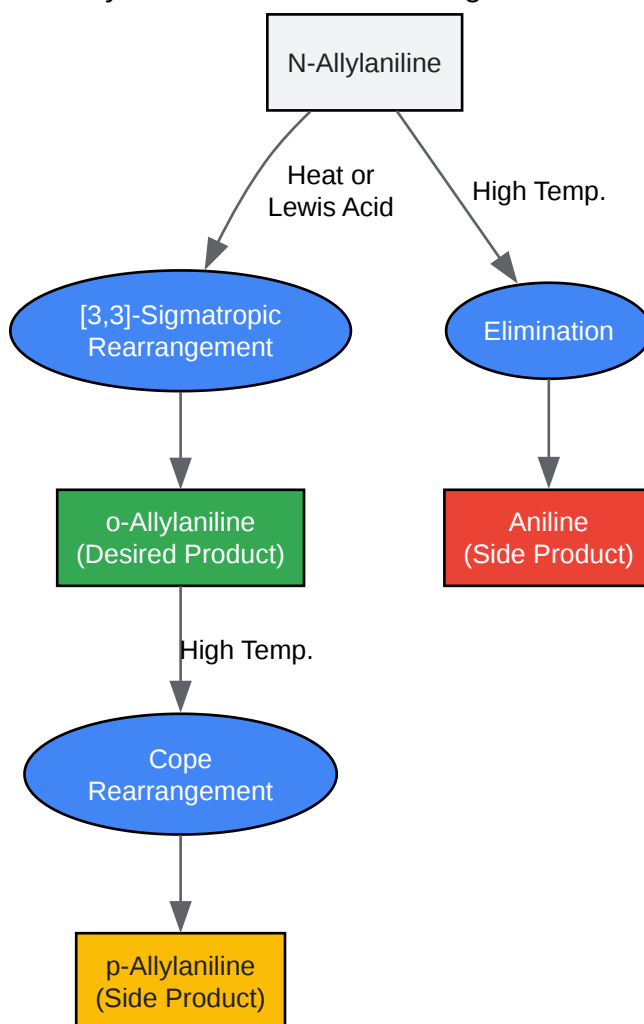 N-Allylaniline
Heat or
Lewis Acid
High Temp.
[3,3]-Sigmatropic
Rearrangement
Elimination
o-Allylaniline
(Desired Product)
Aniline
(Side Product)
High Temp.
Cope
Rearrangement
p-Allylaniline
(Side Product)